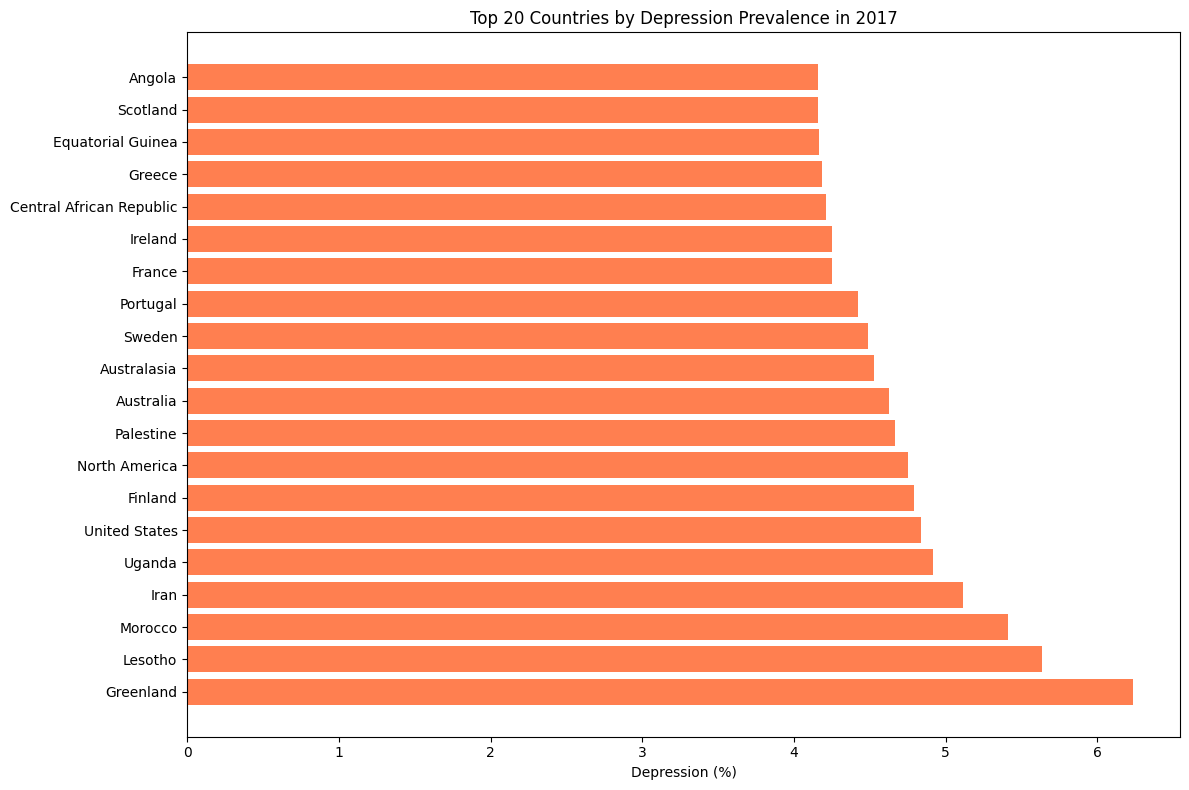 Top 20 Countries by Depression Prevalence in 2017
Angola
Scotland
Equatorial Guinea
Greece
Central African Republic
Ireland
France
Portugal
Sweden
Australasia
Australia
Palestine
North America
Finland
United States
Uganda
Iran
Morocco
Lesotho
Greenland
0 1 2 3 4 5 6
Depression (%)